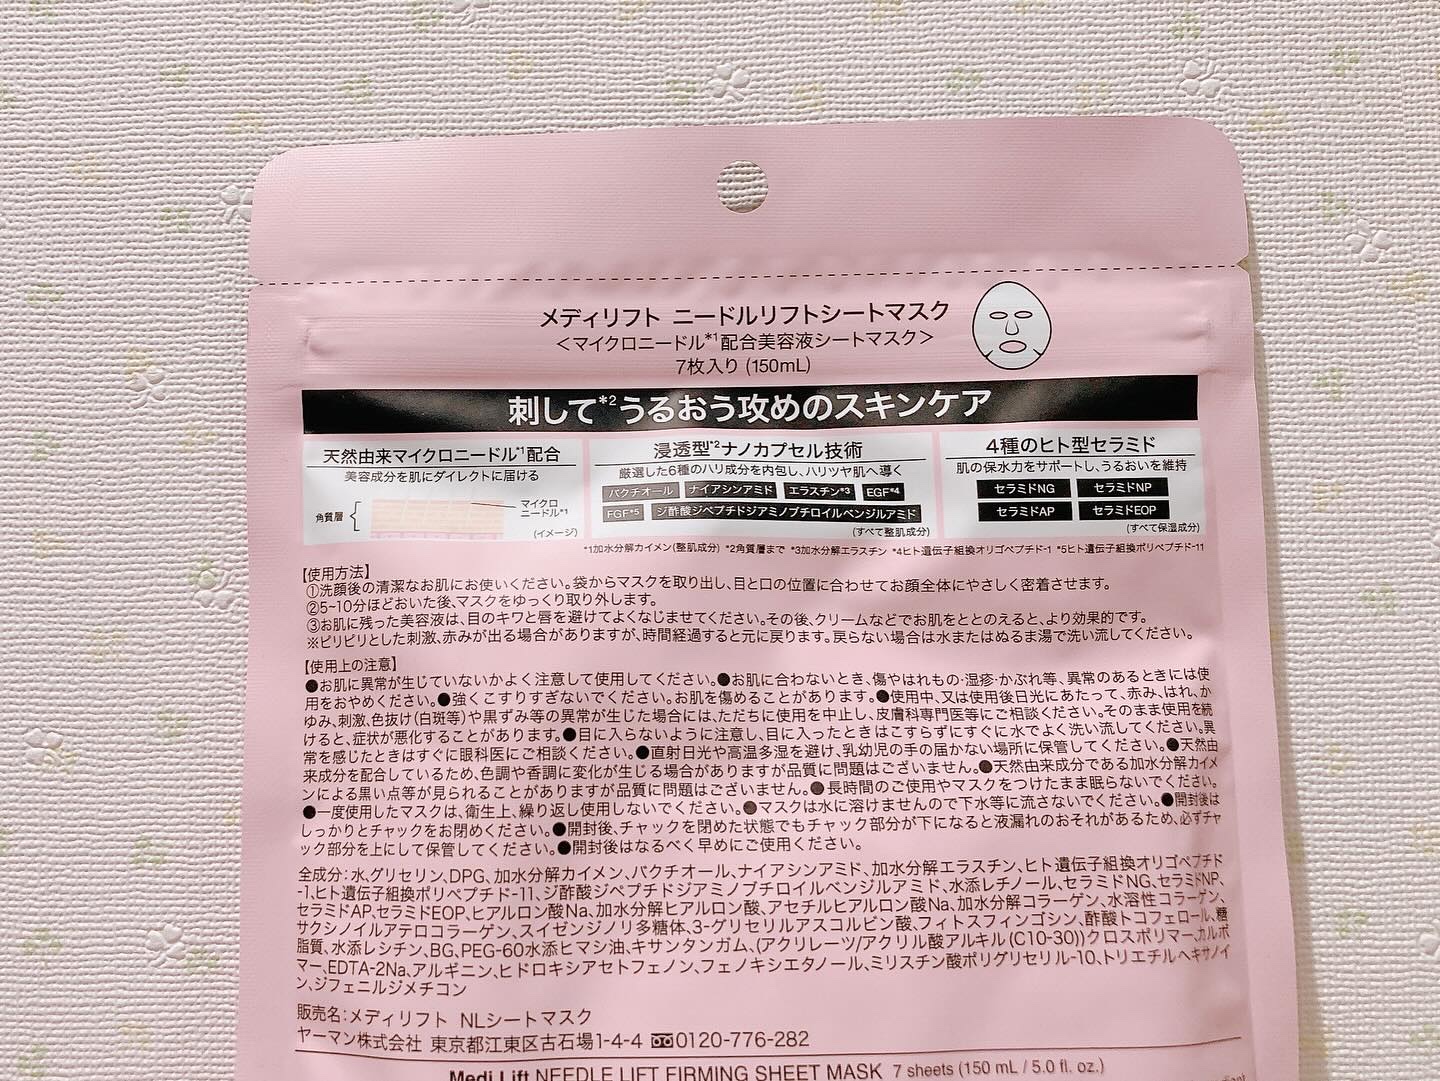 メディリフト ニードルリフトシートマスク
＜マイクロニードル*1配合美容液シートマスク＞
7枚入り (150mL)
刺して*2うるおう攻めのスキンケア
天然由来マイクロニードル*1配合
美容成分を肌にダイレクトに届ける
角質層
マイクロ
ニードル*1
(イメージ)
浸透型*2ナノカプセル技術
厳選した6種のハリ成分を内包し、ハリツヤ肌へ導く
バクチオール ナイアシンアミド エラスチン*3 EGF*4
FGF*5 ジ酢酸ジペプチドジアミノブチロイルベンジルアミド
(すべて整肌成分)
4種のヒト型セラミド
肌の保水力をサポートし、うるおいを維持
セラミドNG セラミドNP
セラミドAP セラミドEOP
(すべて保湿成分)
*1加水分解カイメン(整肌成分) *2角質層まで *3加水分解エラスチン *4ヒト遺伝子組換オリゴペプチド-1 *5ヒト遺伝子組換ポリペプチド-11
【使用方法】
①洗顔後の清潔なお肌にお使いください。袋からマスクを取り出し、目と口の位置に合わせてお顔全体にやさしく密着させます。
②5~10分ほどおいた後、マスクをゆっくり取り外します。
③お肌に残った美容液は、目のキワと唇を避けてよくなじませてください。その後、クリームなどでお肌をととのえると、より効果的です。
※ピリピリとした刺激、赤みが出る場合がありますが、時間経過すると元に戻ります。戻らない場合は水またはぬるま湯で洗い流してください。
【使用上の注意】
●お肌に異常が生じていないかよく注意して使用してください。●お肌に合わないとき、傷やはれもの・湿疹・かぶれ等、異常のあるときには使
用をおやめください。●強くこすりすぎないでください。お肌を傷めることがあります。●使用中、又は使用後日光にあたって、赤み、はれ、か
ゆみ、刺激、色抜け(白斑等)や黒ずみ等の異常が生じた場合には、ただちに使用を中止し、皮膚科専門医等にご相談ください。そのまま使用を続
けると、症状が悪化することがあります。●目に入らないように注意し、目に入ったときはこすらずにすぐに水でよく洗い流してください。異
常を感じたときはすぐに眼科医にご相談ください。●直射日光や高温多湿を避け、乳幼児の手の届かない場所に保管してください。●天然由
来成分を配合しているため、色調や香調に変化が生じる場合がありますが品質に問題はございません。●天然由来成分である加水分解カイメ
ンによる黒い点等が見られることがありますが品質に問題はございません。●長時間のご使用やマスクをつけたまま眠らないでください。
●一度使用したマスクは、衛生上、繰り返し使用しないでください。●マスクは水に溶けませんので下水等に流さないでください。●開封後は
しっかりとチャックをお閉めください。●開封後、チャックを閉めた状態でもチャック部分が下になると液漏れのおそれがあるため、必ずチャ
ック部分を上にして保管してください。●開封後はなるべく早めにご使用ください。
全成分:水、グリセリン、DPG、加水分解カイメン、バクチオール、ナイアシンアミド、加水分解エラスチン、ヒト遺伝子組換オリゴペプチド
-1、ヒト遺伝子組換ポリペプチド-11、ジ酢酸ジペプチドジアミノブチロイルベンジルアミド、水添レチノール、セラミドNG、セラミドNP、
セラミドAP、セラミドEOP、ヒアルロン酸Na、加水分解ヒアルロン酸、アセチルヒアルロン酸Na、加水分解コラーゲン、水溶性コラーゲン、
サクシノイルアテロコラーゲン、スイゼンジノリ多糖体、3-グリセリルアスコルビン酸、フィトスフィンゴシン、酢酸トコフェロール、糖
脂質、水添レシチン、BG、PEG-60水添ヒマシ油、キサンタンガム、(アクリレーツ/アクリル酸アルキル(C10-30))クロスポリマー、カルボ
マー、EDTA-2Na、アルギニン、ヒドロキシアセトフェノン、フェノキシエタノール、ミリスチン酸ポリグリセリル-10、トリエチルヘキサノイ
ン、ジフェニルジメチコン
販売名:メディリフト NLシートマスク
ヤーマン株式会社 東京都江東区古石場1-4-4 0120-776-282
Medi Lift NEEDLE LIFT FIRMING SHEET MASK 7 sheets (150 mL / 5.0 fl. oz.)